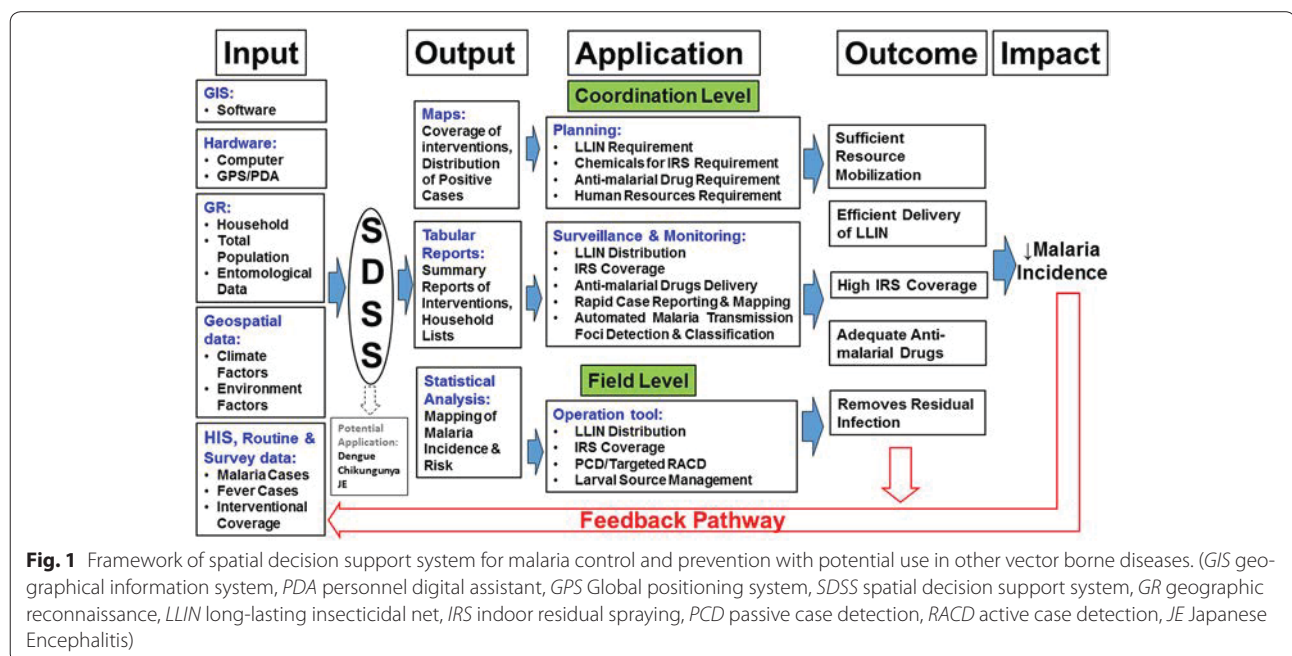 Input
Output
Application
Outcome
Impact
GIS:
• Software
Hardware:
• Computer
• GPS/PDA
GR:
• Household
• Total
Population
• Entomological
Data
Geospatial
data:
• Climate
Factors
• Environment
Factors
HIS, Routine &
Survey data:
• Malaria Cases
• Fever Cases
• Interventional
Coverage
S
D
S
S
Potential
Application:
Dengue
Chikungunya
JE
Maps:
Coverage of
interventions,
Distribution
of Positive
Cases
Tabular
Reports:
Summary
Reports of
Interventions,
Household
Lists
Statistical
Analysis:
Mapping of
Malaria
Incidence &
Risk
Coordination Level
Planning:
• LLIN Requirement
• Chemicals for IRS Requirement
• Anti-malarial Drug Requirement
• Human Resources Requirement
Surveillance & Monitoring:
• LLIN Distribution
• IRS Coverage
• Anti-malarial Drugs Delivery
• Rapid Case Reporting & Mapping
• Automated Malaria Transmission
Foci Detection & Classification
Field Level
Operation tool:
• LLIN Distribution
• IRS Coverage
• PCD/Targeted RACD
• Larval Source Management
Sufficient
Resource
Mobilization
Efficient Delivery
of LLIN
High IRS Coverage
Adequate Anti-
malarial Drugs
Removes Residual
Infection
↓Malaria
Incidence
Feedback Pathway
Fig. 1 Framework of spatial decision support system for malaria control and prevention with potential use in other vector borne diseases. (GIS geo-
graphical information system, PDA personnel digital assistant, GPS Global positioning system, SDSS spatial decision support system, GR geographic
reconnaissance, LLIN long-lasting insecticidal net, IRS indoor residual spraying, PCD passive case detection, RACD active case detection, JE Japanese
Encephalitis)